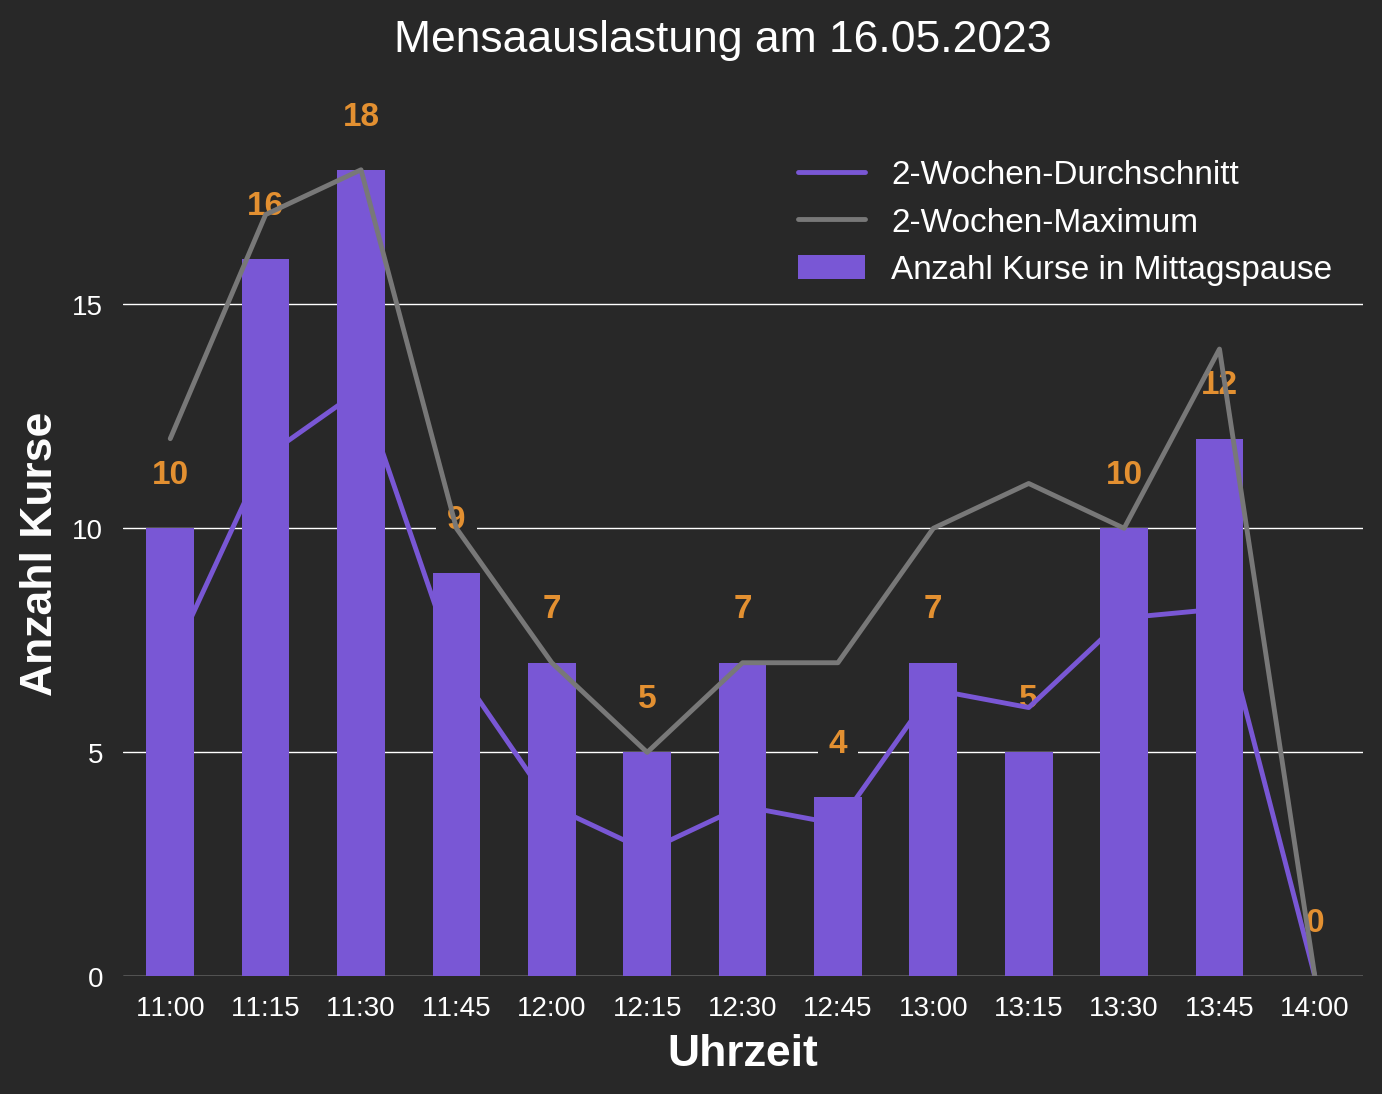 Mensaauslastung am 16.05.2023
18
2-Wochen-Durchschnitt
16
2-Wochen-Maximum
Anzahl Kurse in Mittagspause
15
12
10
10
9
10
7
7
7
5
5
4
5
0
0
Anzahl Kurse
11:00 11:15 11:30 11:45 12:00 12:15 12:30 12:45 13:00 13:15 13:30 13:45 14:00
Uhrzeit